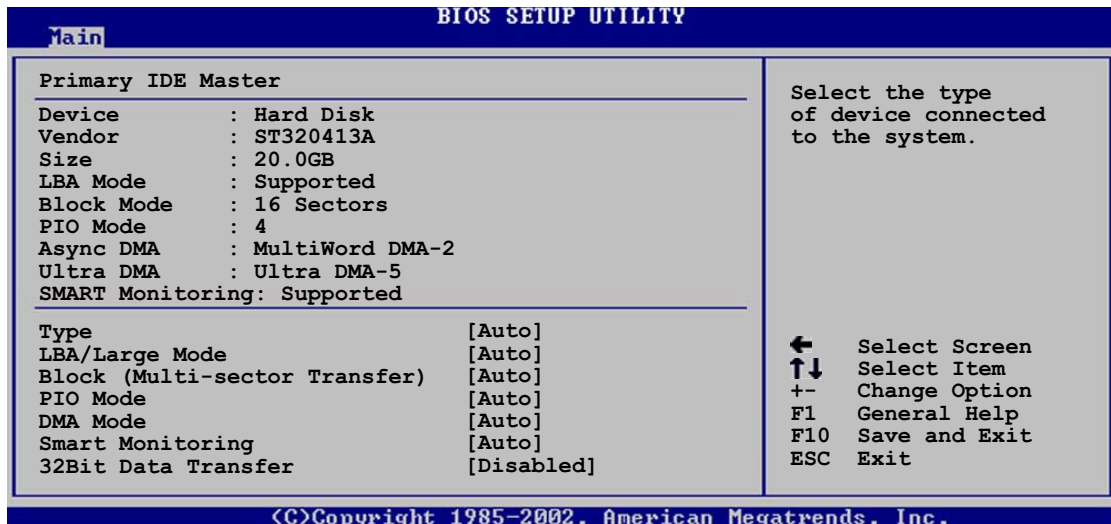 BIOS SETUP UTILITY
Main
Primary IDE Master
Device : Hard Disk
Vendor : ST320413A
Size : 20.0GB
LBA Mode : Supported
Block Mode : 16 Sectors
PIO Mode : 4
Async DMA : MultiWord DMA-2
Ultra DMA : Ultra DMA-5
SMART Monitoring: Supported
Type [Auto]
LBA/Large Mode [Auto]
Block (Multi-sector Transfer) [Auto]
PIO Mode [Auto]
DMA Mode [Auto]
Smart Monitoring [Auto]
32Bit Data Transfer [Disabled]
Select the type
of device connected
to the system.
← Select Screen
↑↓ Select Item
+- Change Option
F1 General Help
F10 Save and Exit
ESC Exit
(C)Copyright 1985-2002, American Megatrends, Inc.